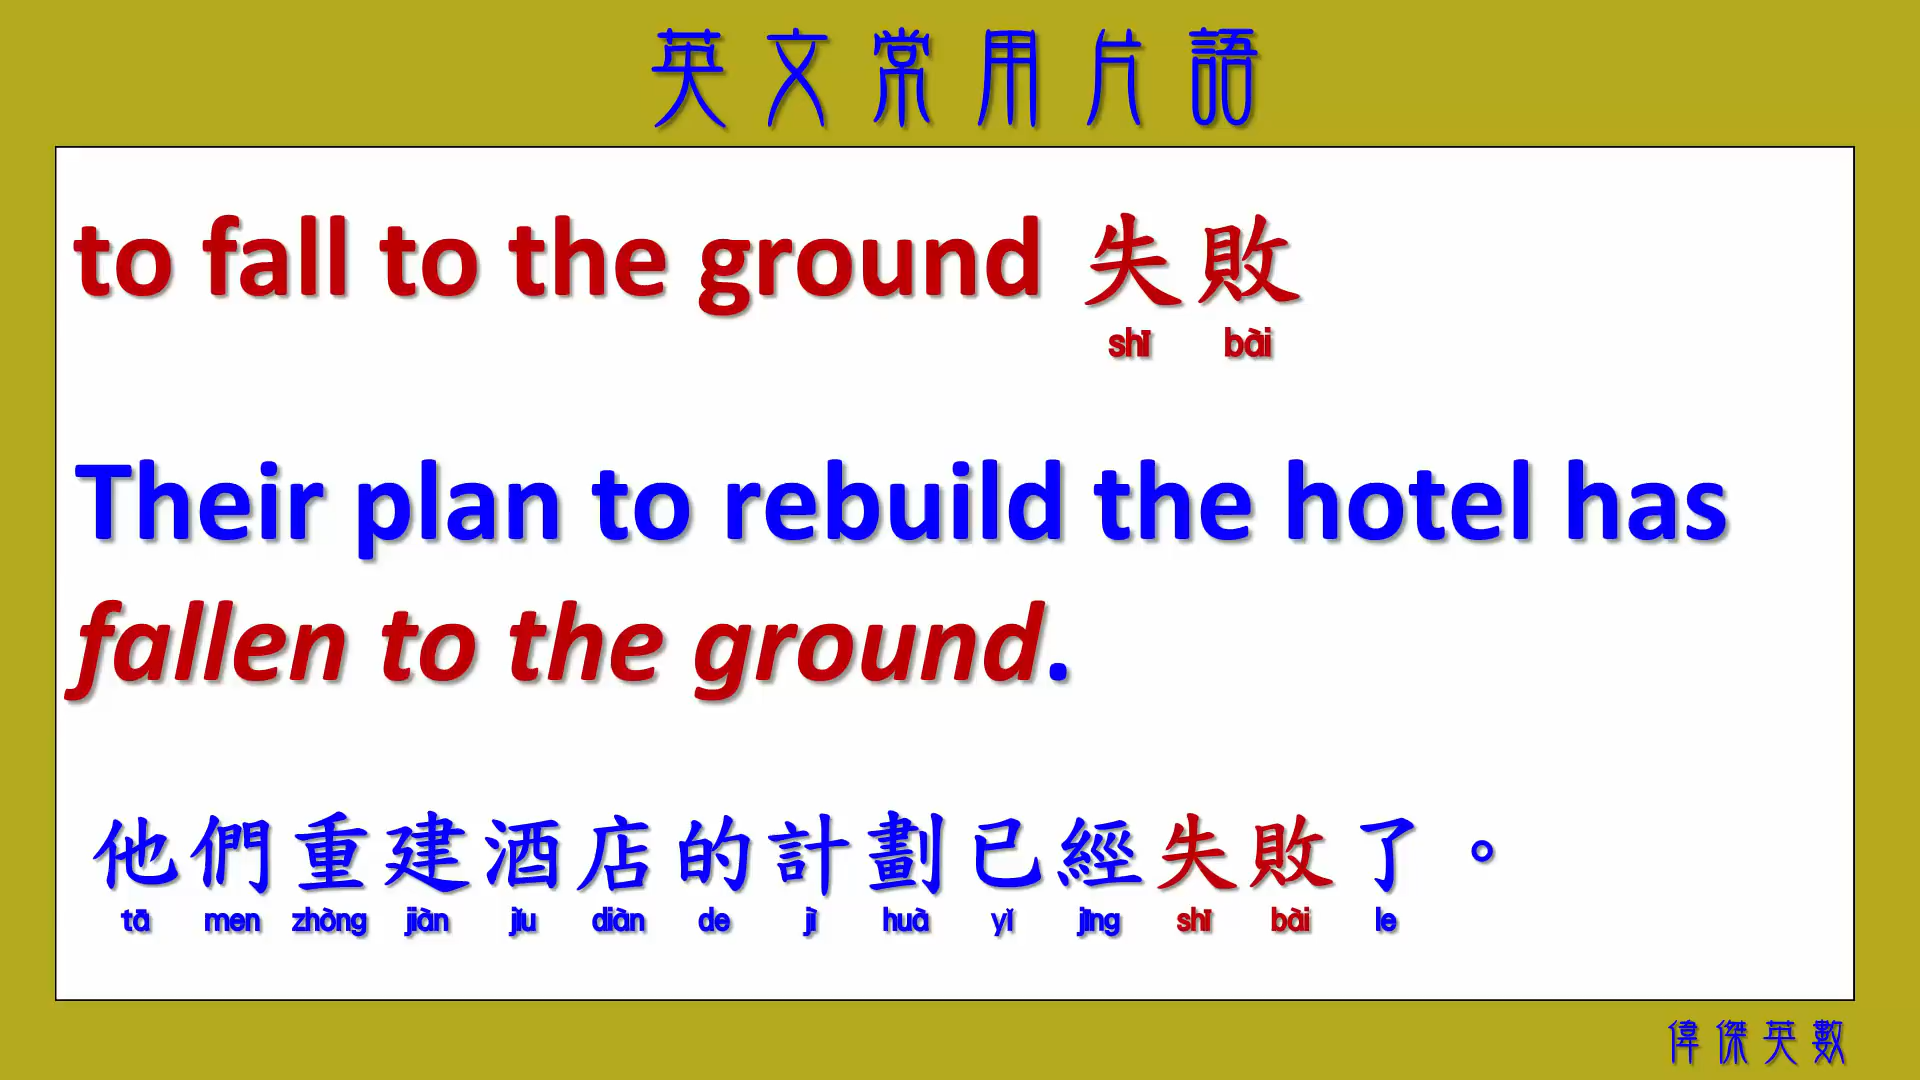 英文常用片語
to fall to the ground 失敗
shī bài
Their plan to rebuild the hotel has
fallen to the ground.
他們重建酒店的計劃已經失敗了。
tā men zhòng jiàn jǐu diàn de jì huà yǐ jīng shī bài le
偉傑英數